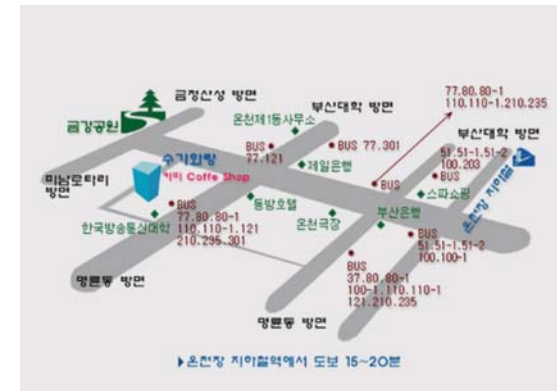 금정산성 방면
금강공원
온천제1동사무소
부산대학 방면
77.80.80-1
110.110-1.210.235
BUS 77.301
BUS
77.121
제일은행
부산대학 방면
51.51-1.51-2
100.203
BUS
BUS
수가화랑
커피 Coffe Shop
미남로타리
방면
스파쇼핑
온천장 지하철
동방호텔
온천극장
부산은행
한국방송통신대학
BUS
77.80.80-1
110.110-1.121
210.235.301
BUS
51.51-1.51-2
100.100-1
BUS
37.80.80-1
100-1.110.110-1
121.210.235
명륜동 방면
명륜동 방면
▶온천장 지하철역에서 도보 15~20분